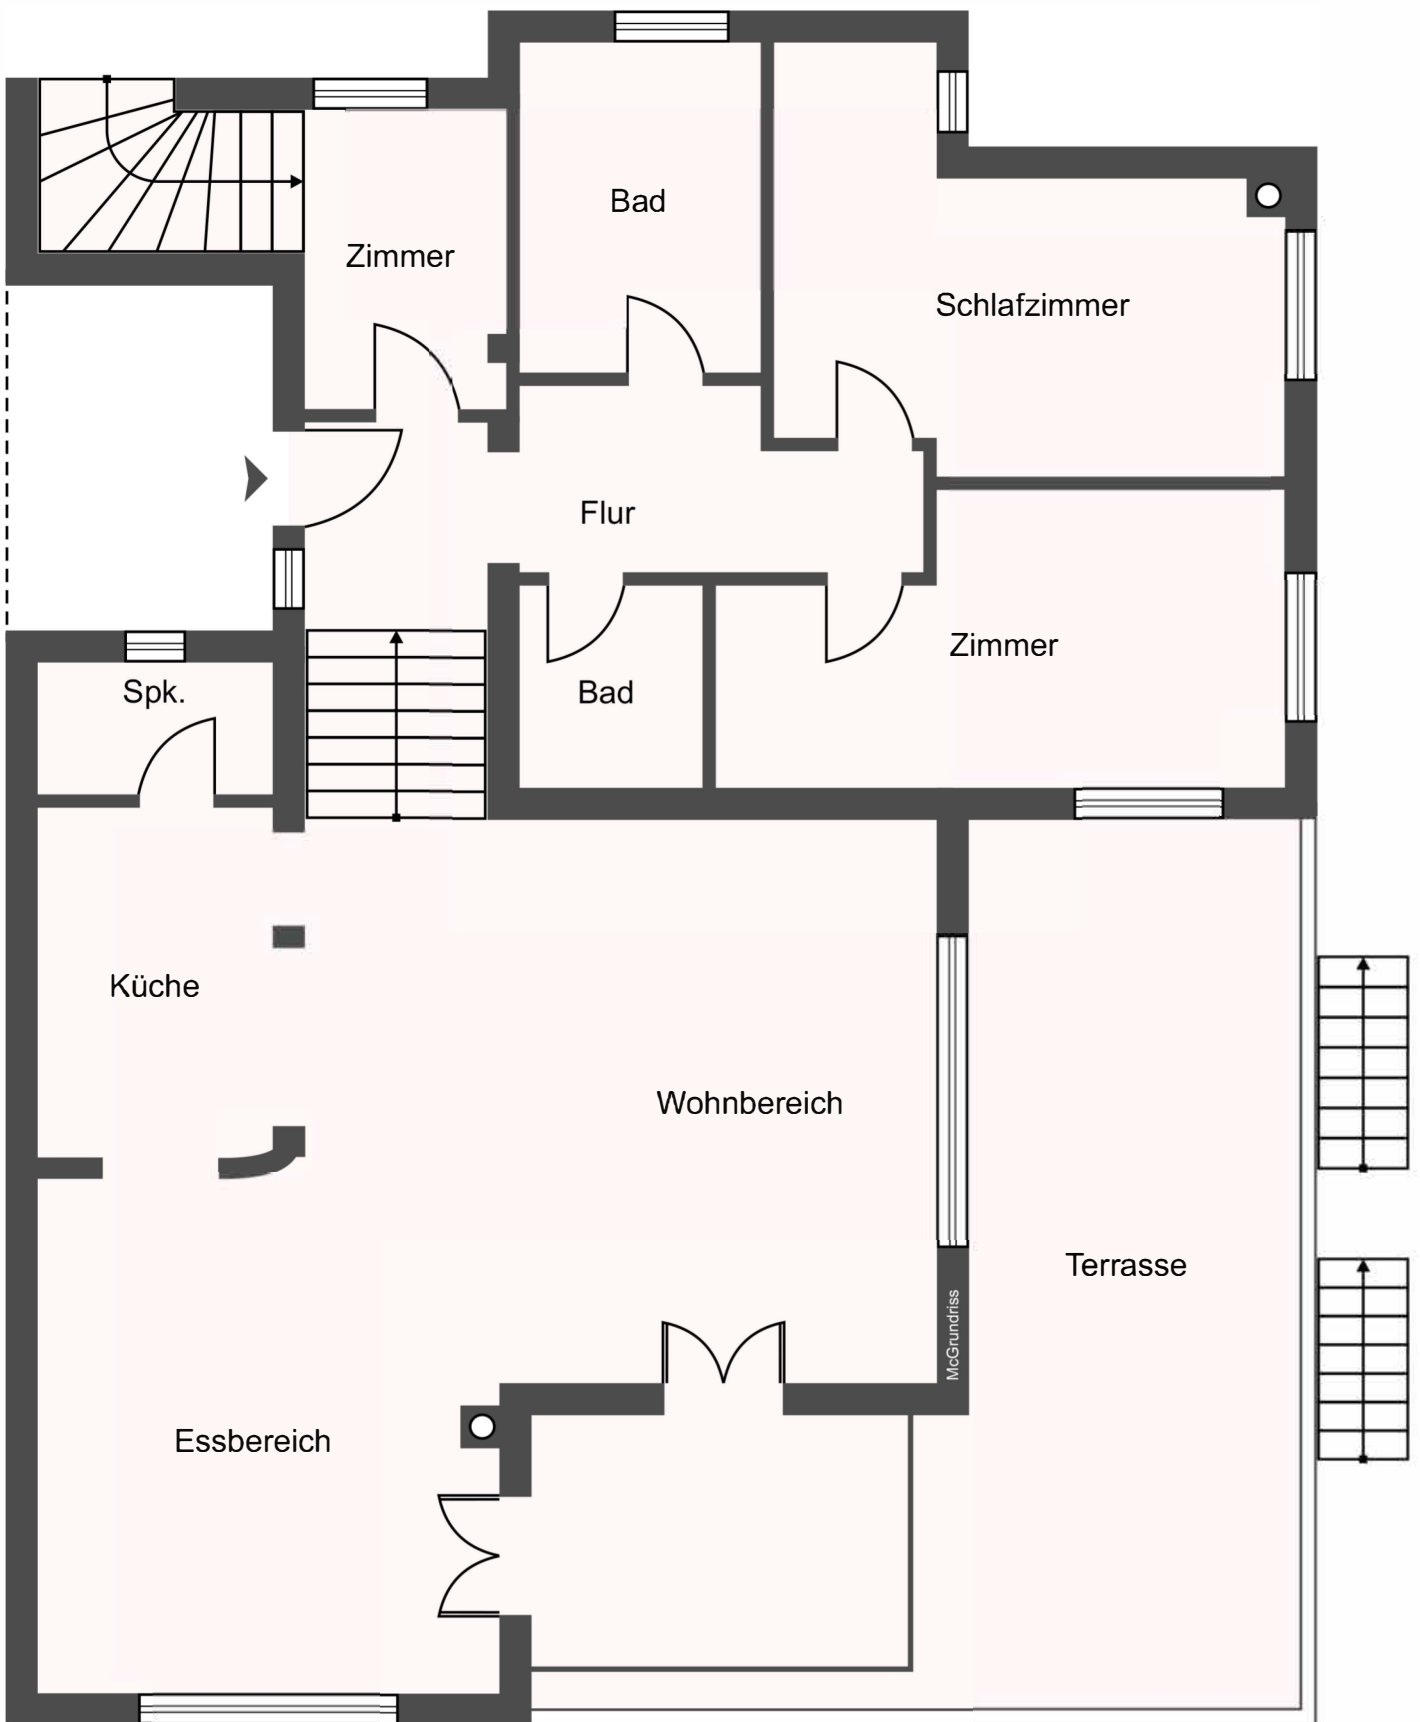 Bad
Zimmer
Schlafzimmer
Flur
Zimmer
Spk.
Bad
Küche
Wohnbereich
Terrasse
McGrundriss
Essbereich